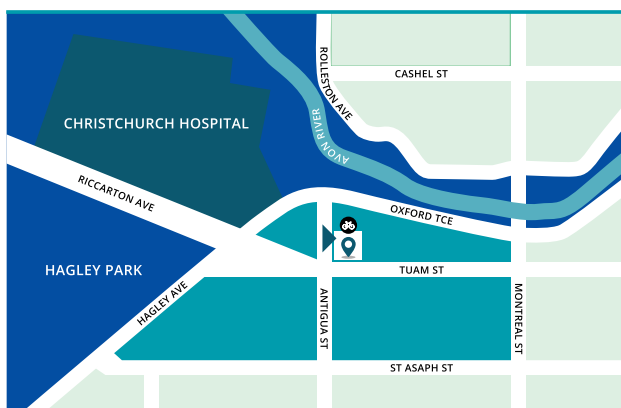 CASHEL ST
ROLLESTON AVE
CHRISTCHURCH HOSPITAL
AVON RIVER
RICCARTON AVE
OXFORD TCE
HAGLEY PARK
TUAM ST
HAGLEY AVE
ANTIGUA ST
MONTREAL ST
ST ASAPH ST